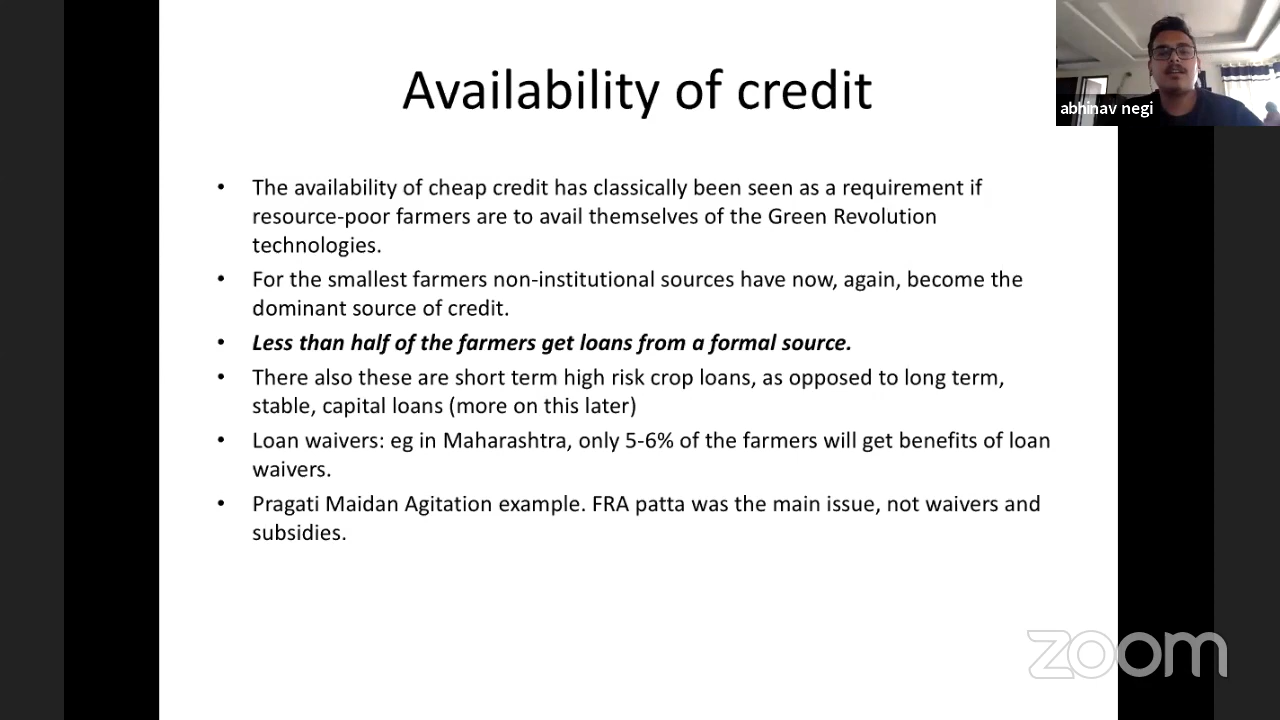 Availability of credit
abhinav negi
• The availability of cheap credit has classically been seen as a requirement if
resource-poor farmers are to avail themselves of the Green Revolution
technologies.
• For the smallest farmers non-institutional sources have now, again, become the
dominant source of credit.
• Less than half of the farmers get loans from a formal source.
• There also these are short term high risk crop loans, as opposed to long term,
stable, capital loans (more on this later)
• Loan waivers: eg in Maharashtra, only 5-6% of the farmers will get benefits of loan
waivers.
• Pragati Maidan Agitation example. FRA patta was the main issue, not waivers and
subsidies.
zoom